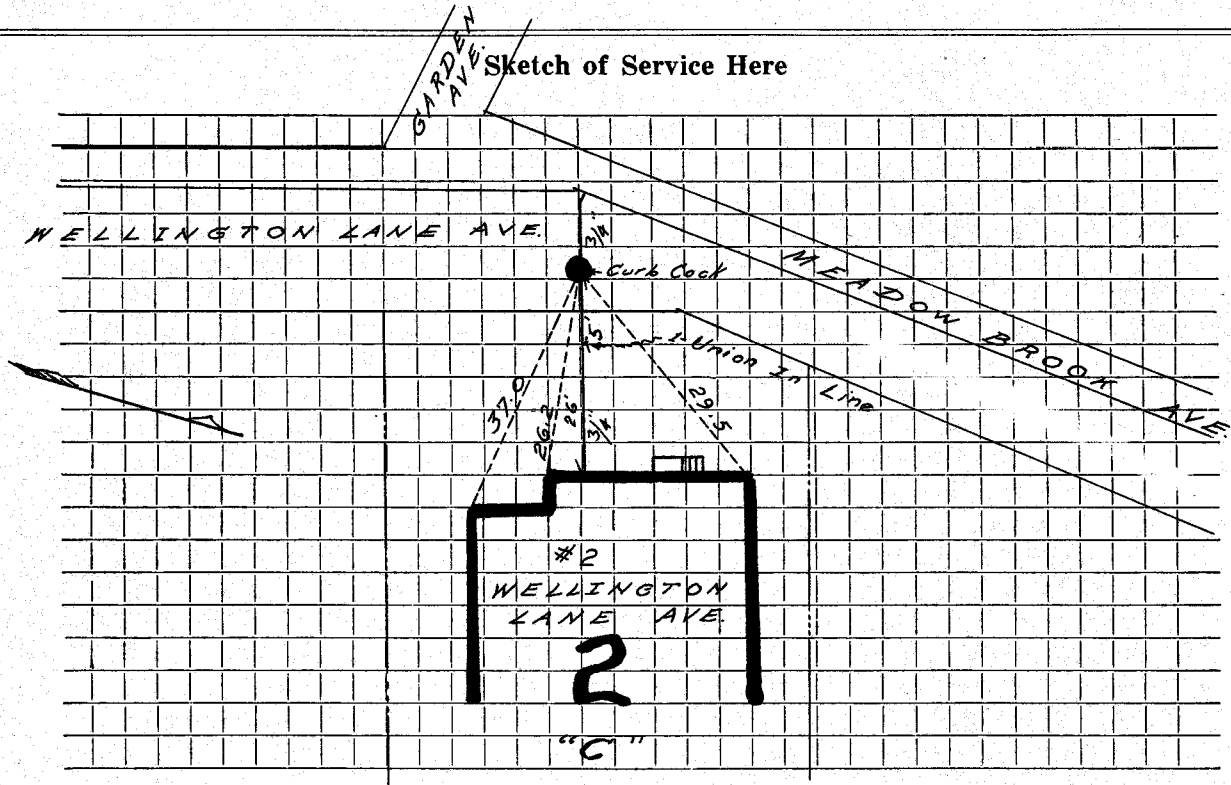 Sketch of Service Here
GARDEN
AVE.
WELLINGTON LANE AVE.
3/4"
Curb Cock
MEADOW BROOK AVE.
1-Union In Line
37.0
26.2
26'
3/4"
29.5
#2
WELLINGTON
LANE AVE.
2
"C"